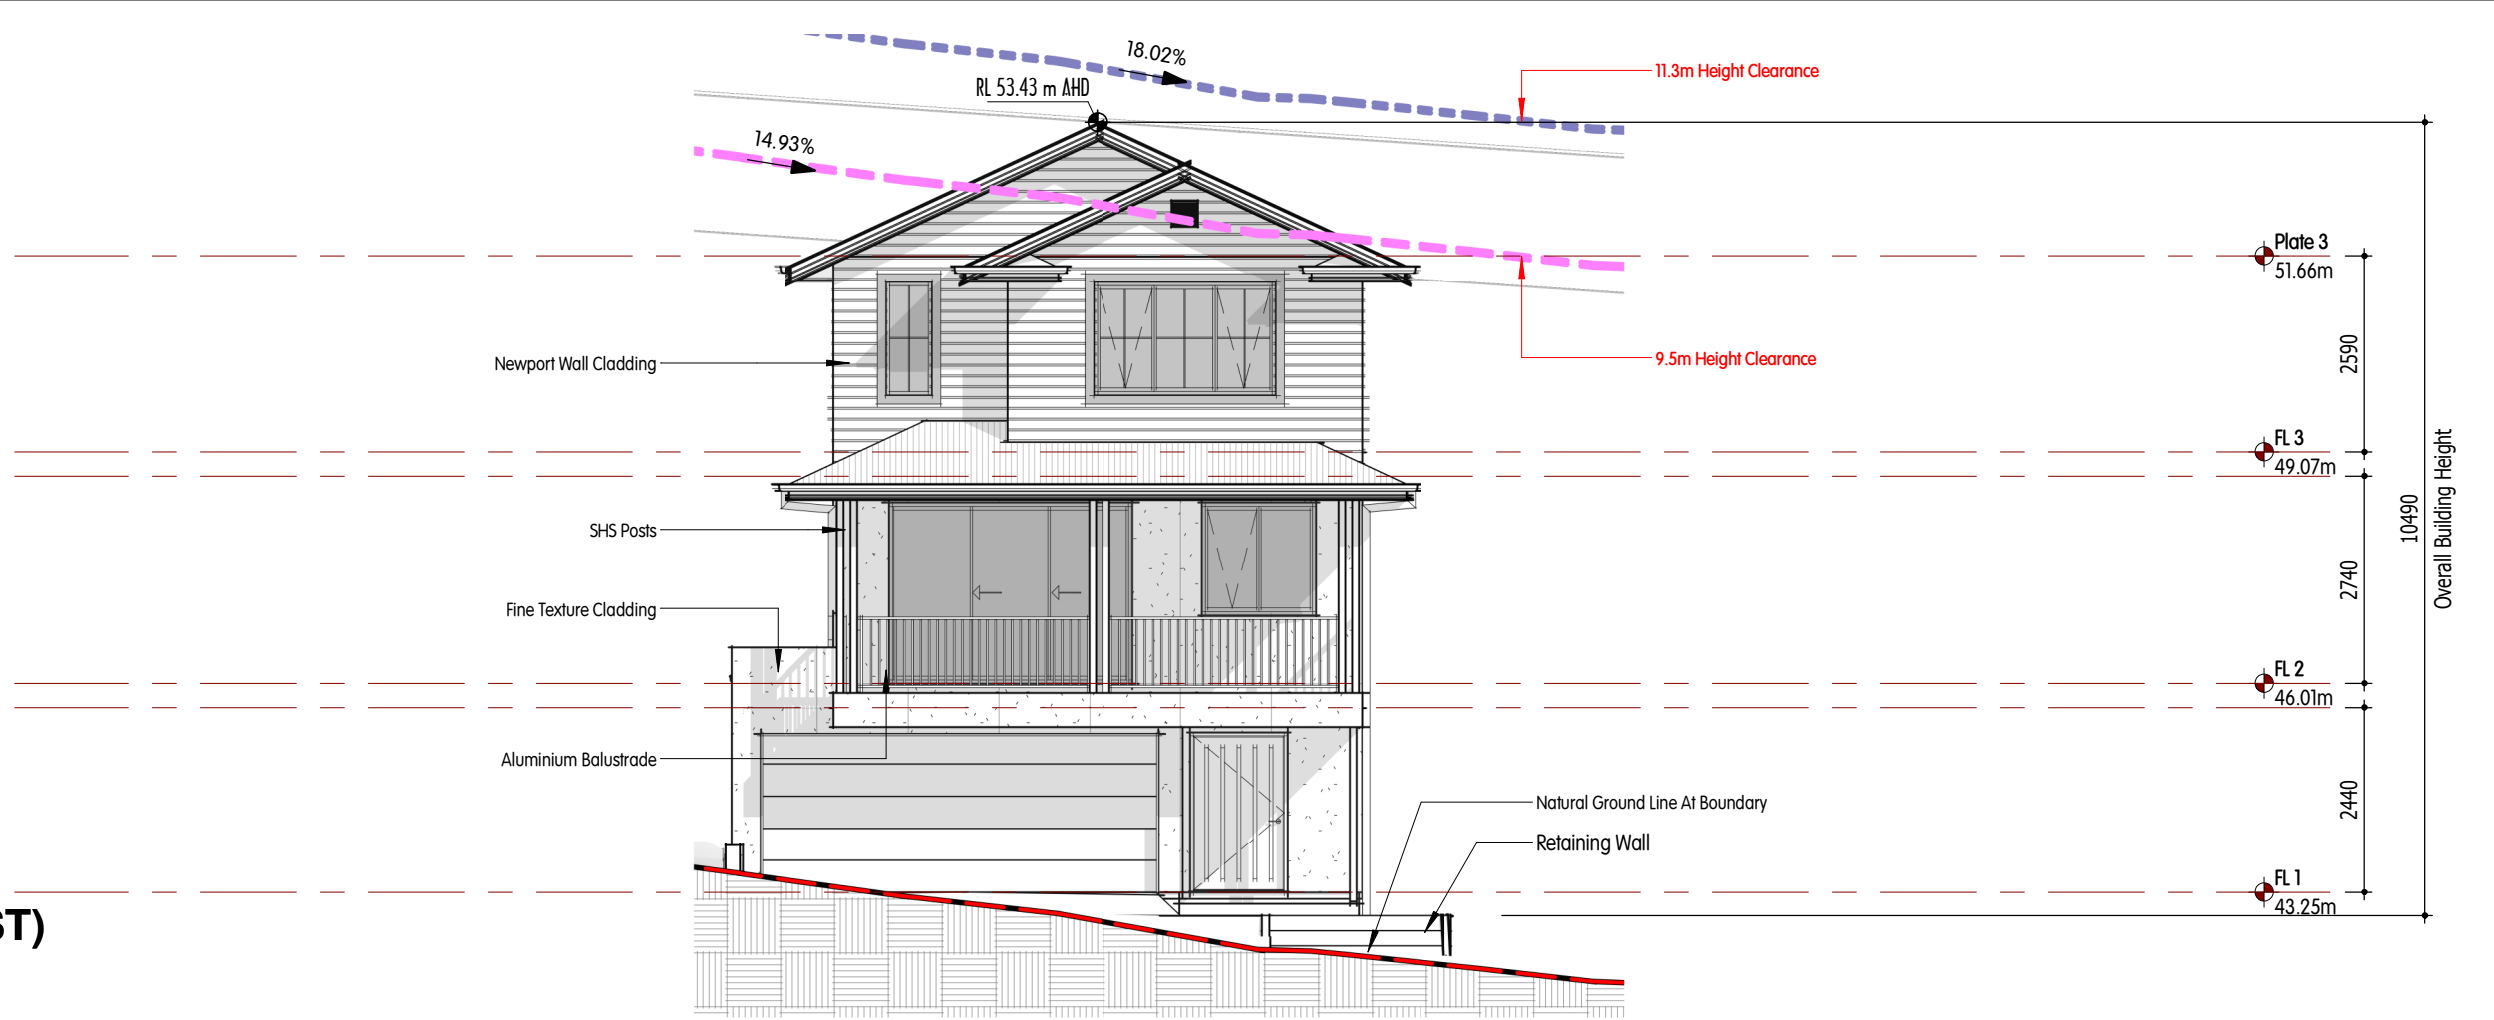 18.02%
11.3m Height Clearance
RL 53.43 m AHD
14.93%
Plate 3
51.66m
2590
Newport Wall Cladding
9.5m Height Clearance
FL 3
49.07m
10490
Overall Building Height
SHS Posts
2740
Fine Texture Cladding
FL 2
46.01m
Aluminium Balustrade
2440
Natural Ground Line At Boundary
Retaining Wall
FL 1
43.25m
ST)